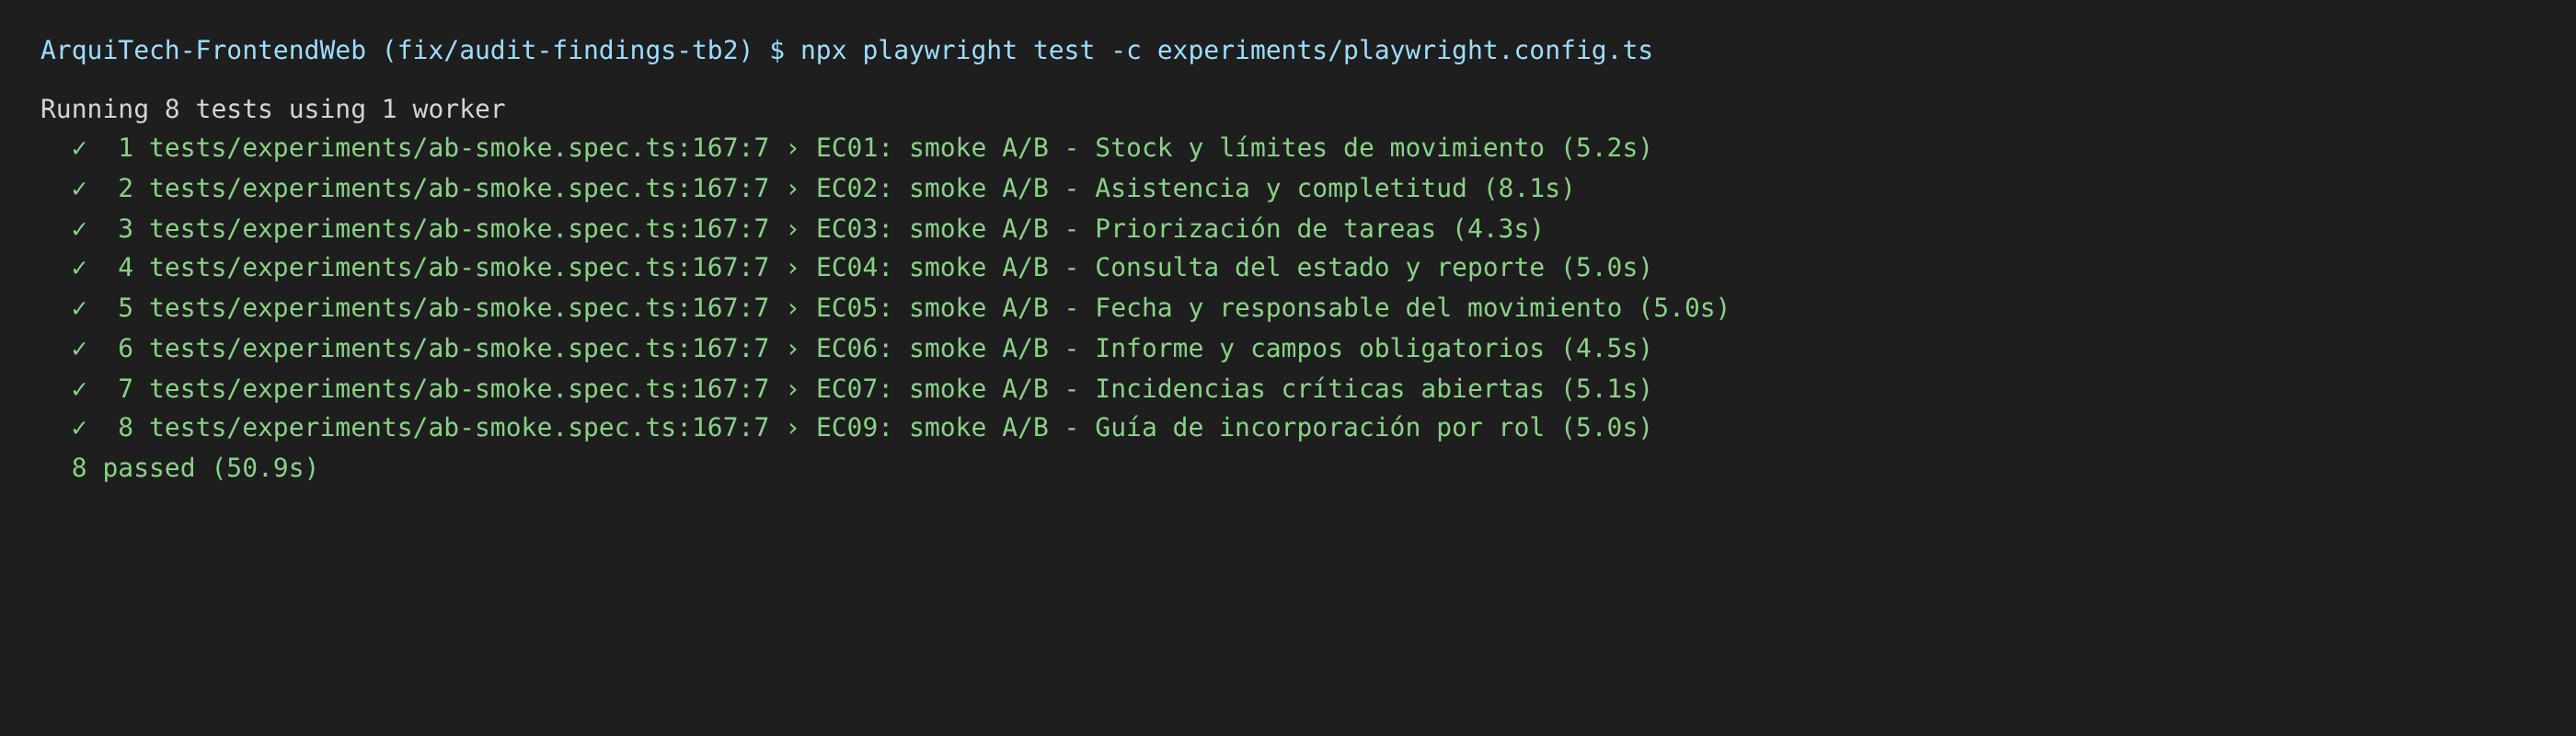 ArquiTech-FrontendWeb (fix/audit-findings-tb2) $ npx playwright test -c experiments/playwright.config.ts
Running 8 tests using 1 worker
✓ 1 tests/experiments/ab-smoke.spec.ts:167:7 › EC01: smoke A/B - Stock y límites de movimiento (5.2s)
✓ 2 tests/experiments/ab-smoke.spec.ts:167:7 › EC02: smoke A/B - Asistencia y completitud (8.1s)
✓ 3 tests/experiments/ab-smoke.spec.ts:167:7 › EC03: smoke A/B - Priorización de tareas (4.3s)
✓ 4 tests/experiments/ab-smoke.spec.ts:167:7 › EC04: smoke A/B - Consulta del estado y reporte (5.0s)
✓ 5 tests/experiments/ab-smoke.spec.ts:167:7 › EC05: smoke A/B - Fecha y responsable del movimiento (5.0s)
✓ 6 tests/experiments/ab-smoke.spec.ts:167:7 › EC06: smoke A/B - Informe y campos obligatorios (4.5s)
✓ 7 tests/experiments/ab-smoke.spec.ts:167:7 › EC07: smoke A/B - Incidencias críticas abiertas (5.1s)
✓ 8 tests/experiments/ab-smoke.spec.ts:167:7 › EC09: smoke A/B - Guía de incorporación por rol (5.0s)
8 passed (50.9s)